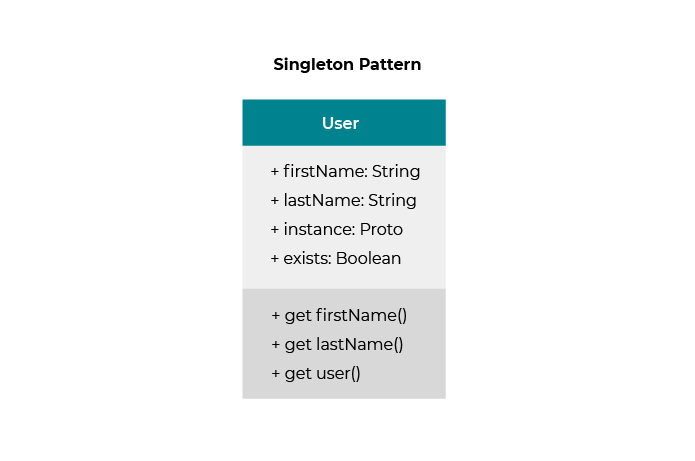 Singleton Pattern
User
+ firstName: String
+ lastName: String
+ instance: Proto
+ exists: Boolean
+ get firstName()
+ get lastName()
+ get user()